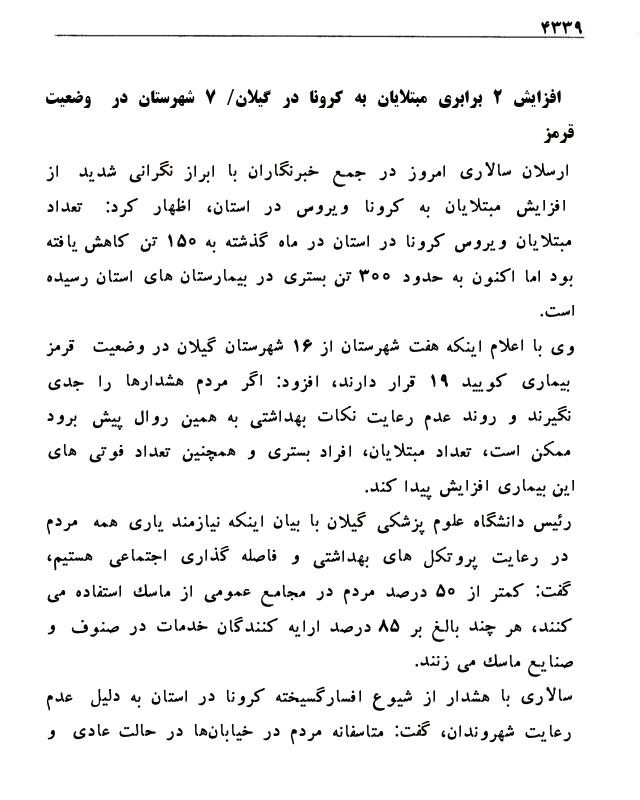 ۴۳۳۹
افزایش ۲ برابری مبتلایان به کرونا در گیلان/ ۷ شهرستان در وضعیت
قرمز
ارسلان سالاری امروز در جمع خبرنگاران با ابراز نگرانی شدید از
افزایش مبتلایان به کرونا ویروس در استان، اظهار کرد: تعداد
مبتلایان ویروس کرونا در استان در ماه گذشته به ۱۵۰ تن کاهش یافته
بود اما اکنون به حدود ۳۰۰ تن بستری در بیمارستان های استان رسیده
است.
وی با اعلام اینکه هفت شهرستان از ۱۶ شهرستان گیلان در وضعیت قرمز
بیماری کویید ۱۹ قرار دارند، افزود: اگر مردم هشدارها را جدی
نگیرند و روند عدم رعایت نکات بهداشتی به همین روال پیش برود
ممکن است، تعداد مبتلایان، افراد بستری و همچنین تعداد فوتی های
این بیماری افزایش پیدا کند.
رئیس دانشگاه علوم پزشکی گیلان با بیان اینکه نیازمند یاری همه مردم
در رعایت پروتکل های بهداشتی و فاصله گذاری اجتماعی هستیم،
گفت: کمتر از ۵۰ درصد مردم در مجامع عمومی از ماسک استفاده می
کنند، هر چند بالغ بر ۸۵ درصد ارایه کنندگان خدمات در صنوف و
صنایع ماسک می زنند.
سالاری با هشدار از شیوع افسارگسیخته کرونا در استان به دلیل عدم
رعایت شهروندان، گفت: متاسفانه مردم در خیابان‌ها در حالت عادی و